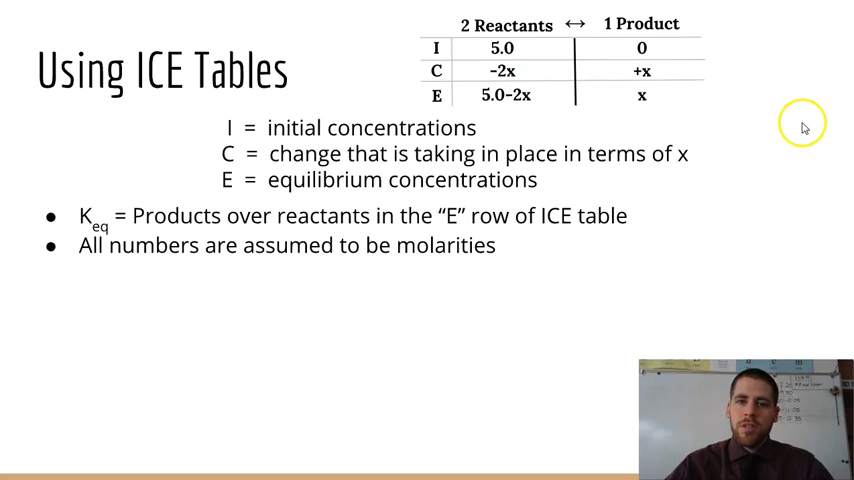 2 Reactants ↔ 1 Product
I 5.0 0
C -2x +x
E 5.0-2x x
Using ICE Tables
I = initial concentrations
C = change that is taking in place in terms of x
E = equilibrium concentrations
● Keq = Products over reactants in the “E” row of ICE table
● All numbers are assumed to be molarities